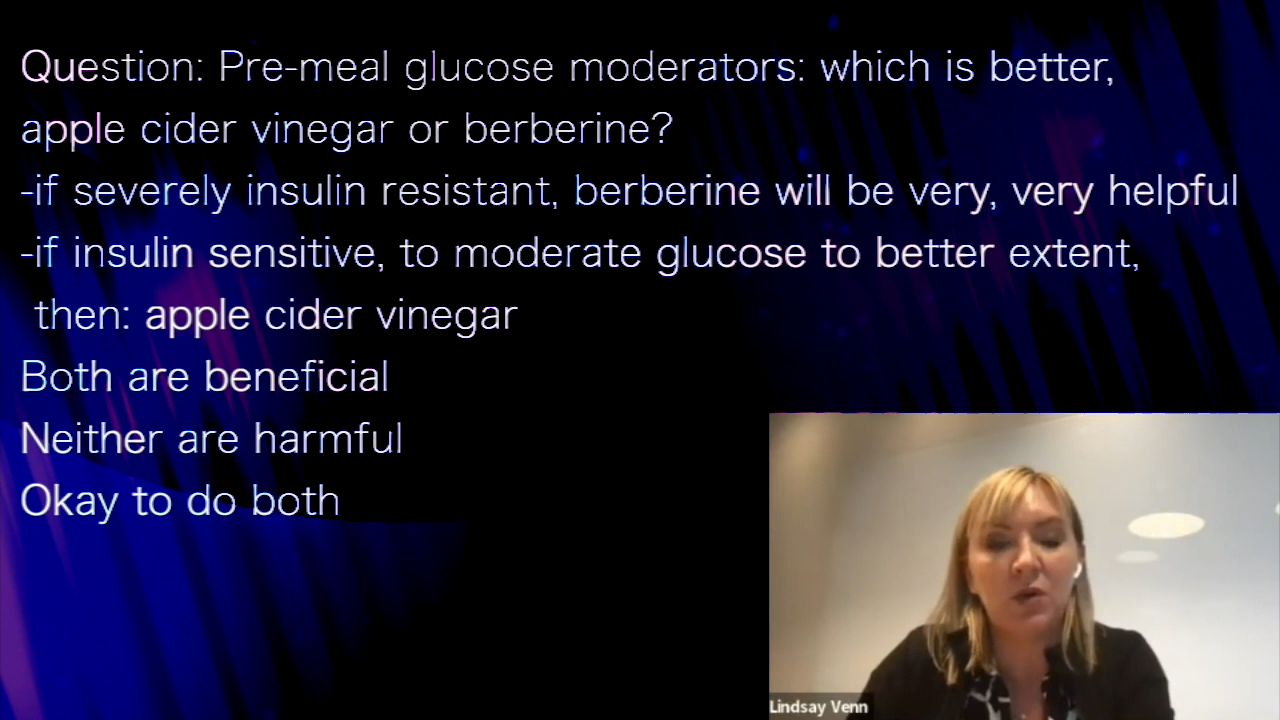 Question: Pre-meal glucose moderators: which is better,
apple cider vinegar or berberine?
-if severely insulin resistant, berberine will be very, very helpful
-if insulin sensitive, to moderate glucose to better extent,
then: apple cider vinegar
Both are beneficial
Neither are harmful
Okay to do both
Lindsay Venn